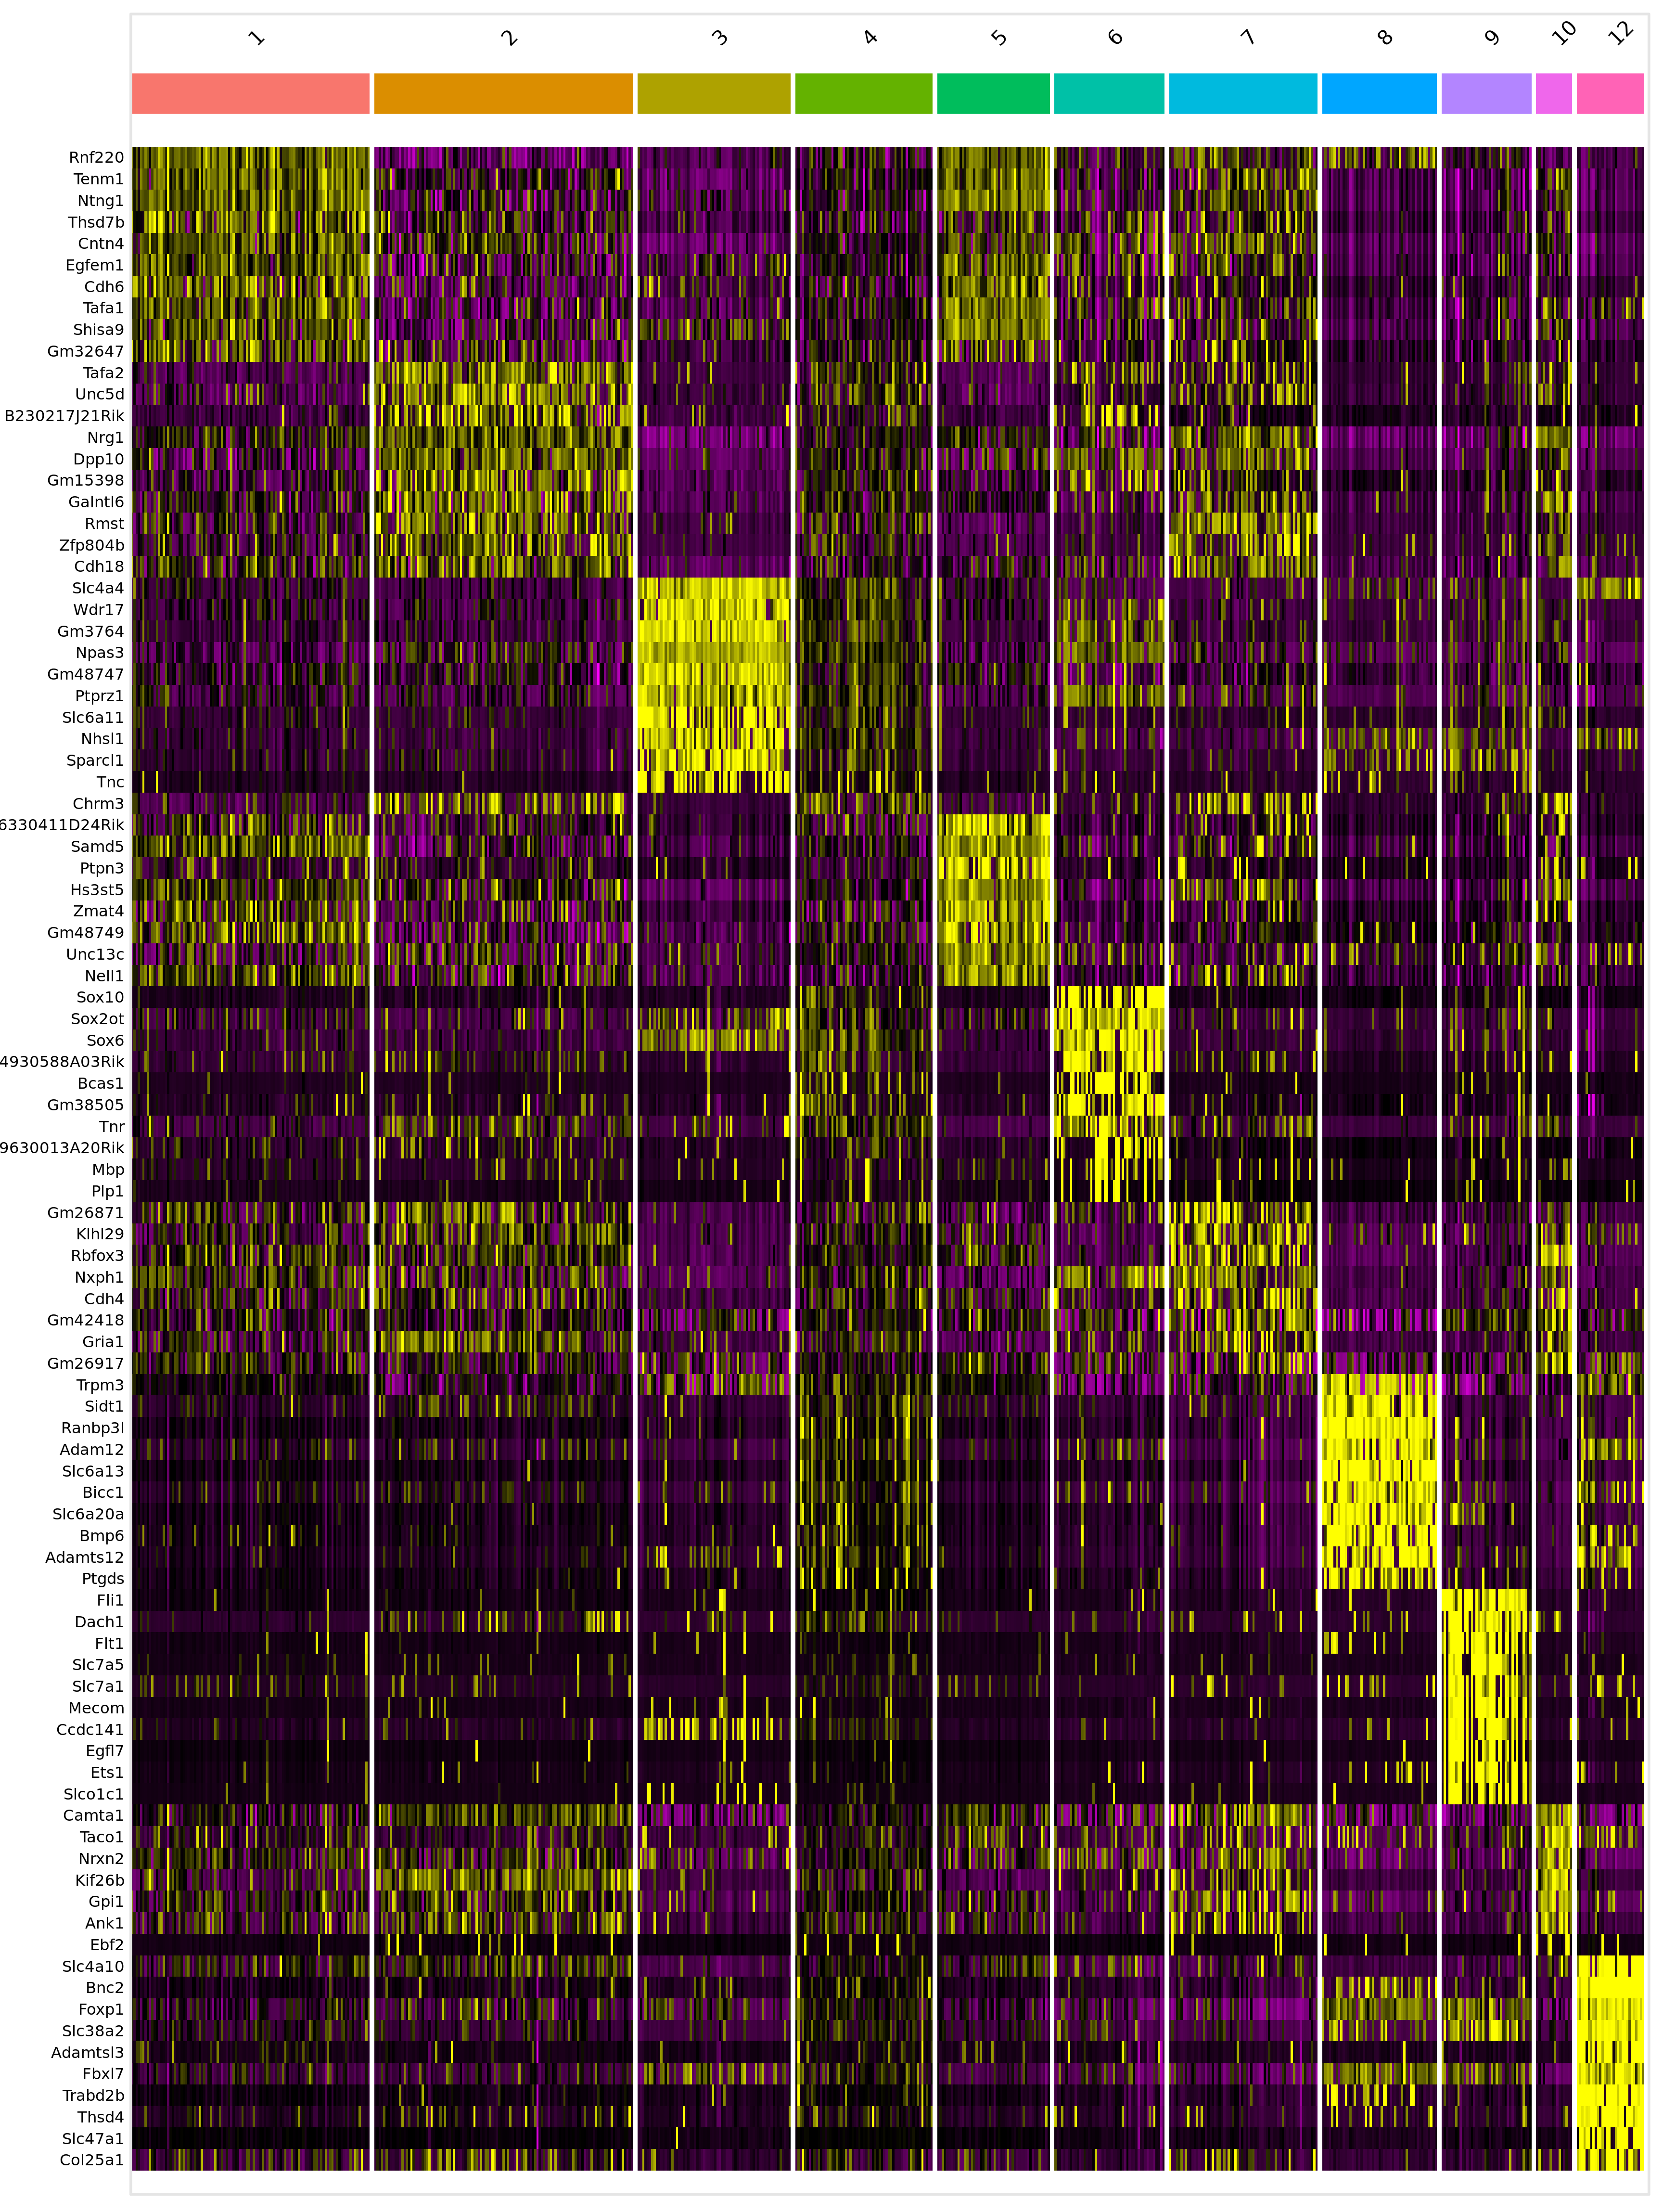 1 2 3 4 5 6 7 8 9 10 12
Rnf220
Tenm1
Ntng1
Thsd7b
Cntn4
Egfem1
Cdh6
Tafa1
Shisa9
Gm32647
Tafa2
Unc5d
B230217J21Rik
Nrg1
Dpp10
Gm15398
Galntl6
Rmst
Zfp804b
Cdh18
Slc4a4
Wdr17
Gm3764
Npas3
Gm48747
Ptprz1
Slc6a11
Nhsl1
Sparcl1
Tnc
Chrm3
6330411D24Rik
Samd5
Ptpn3
Hs3st5
Zmat4
Gm48749
Unc13c
Nell1
Sox10
Sox2ot
Sox6
4930588A03Rik
Bcas1
Gm38505
Tnr
9630013A20Rik
Mbp
Plp1
Gm26871
Klhl29
Rbfox3
Nxph1
Cdh4
Gm42418
Gria1
Gm26917
Trpm3
Sidt1
Ranbp3l
Adam12
Slc6a13
Bicc1
Slc6a20a
Bmp6
Adamts12
Ptgds
Fli1
Dach1
Flt1
Slc7a5
Slc7a1
Mecom
Ccdc141
Egfl7
Ets1
Slco1c1
Camta1
Taco1
Nrxn2
Kif26b
Gpi1
Ank1
Ebf2
Slc4a10
Bnc2
Foxp1
Slc38a2
Adamtsl3
Fbxl7
Trabd2b
Thsd4
Slc47a1
Col25a1